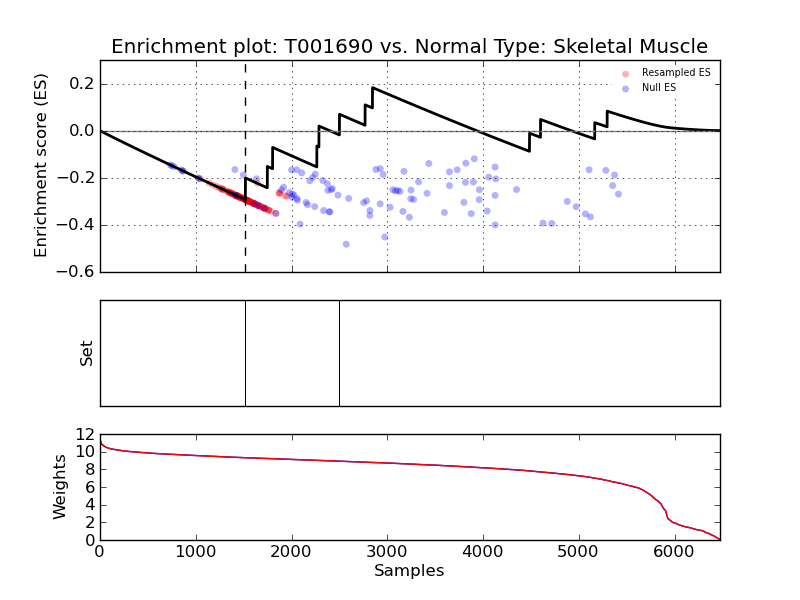 Enrichment plot: T001690 vs. Normal Type: Skeletal Muscle
Enrichment score (ES)
0.2
0.0
−0.2
−0.4
−0.6
Resampled ES
Null ES
Set
Weights
12
10
8
6
4
2
0
0 1000 2000 3000 4000 5000 6000
Samples